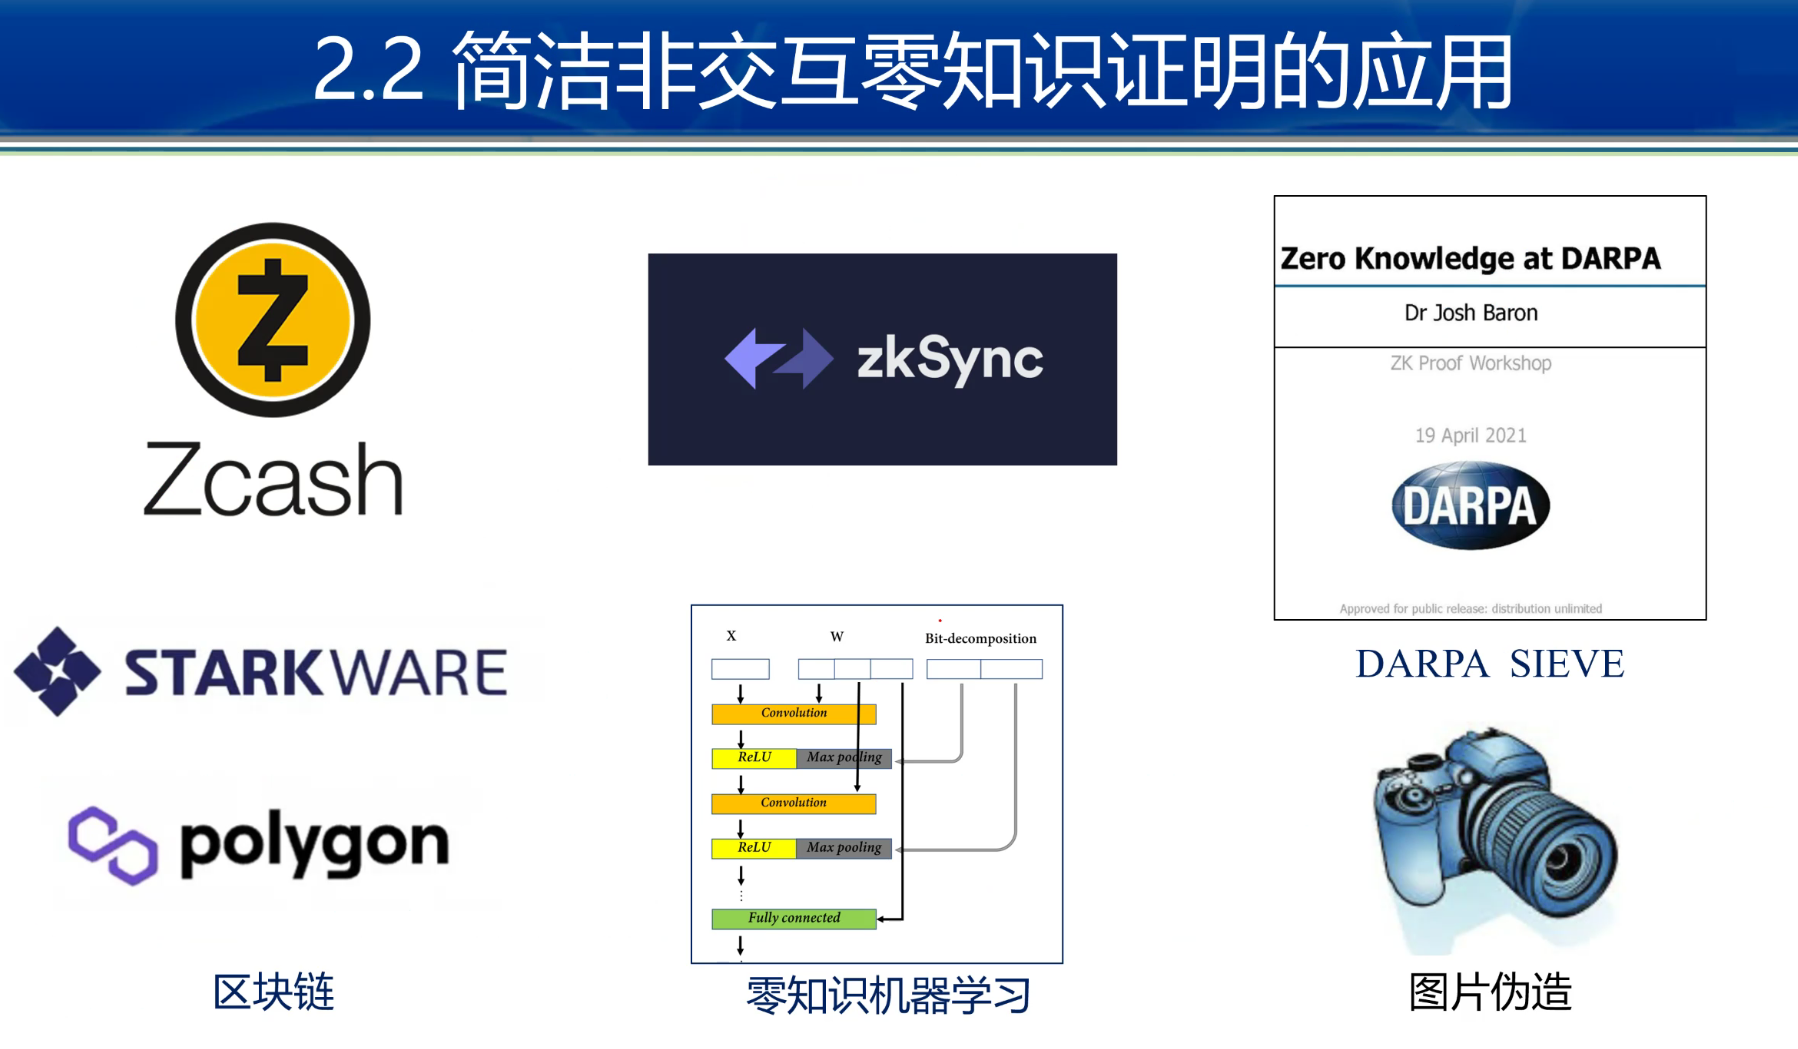 2.2 简洁非交互零知识证明的应用
Zcash
STARKWARE
polygon
区块链
zkSync
X W Bit-decomposition
Convolution
ReLU Max pooling
Convolution
ReLU Max pooling
Fully connected
零知识机器学习
Zero Knowledge at DARPA
Dr Josh Baron
ZK Proof Workshop
19 April 2021
DARPA
Approved for public release: distribution unlimited
DARPA SIEVE
图片伪造